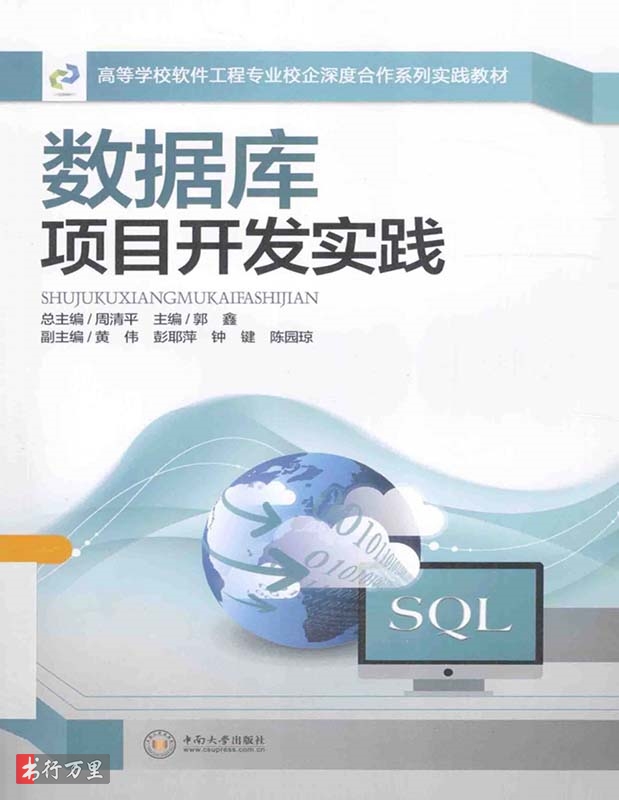 高等学校软件工程专业校企深度合作系列实践教材
数据库
项目开发实践
SHUJUKUXIANGMUKAIFASHIJIAN
总主编/周清平 主编/郭 鑫
副主编/黄 伟 彭耶萍 钟 键 陈园琼
010101
0101010
SQL
中南大学出版社
www.csupress.com.cn
书行万里